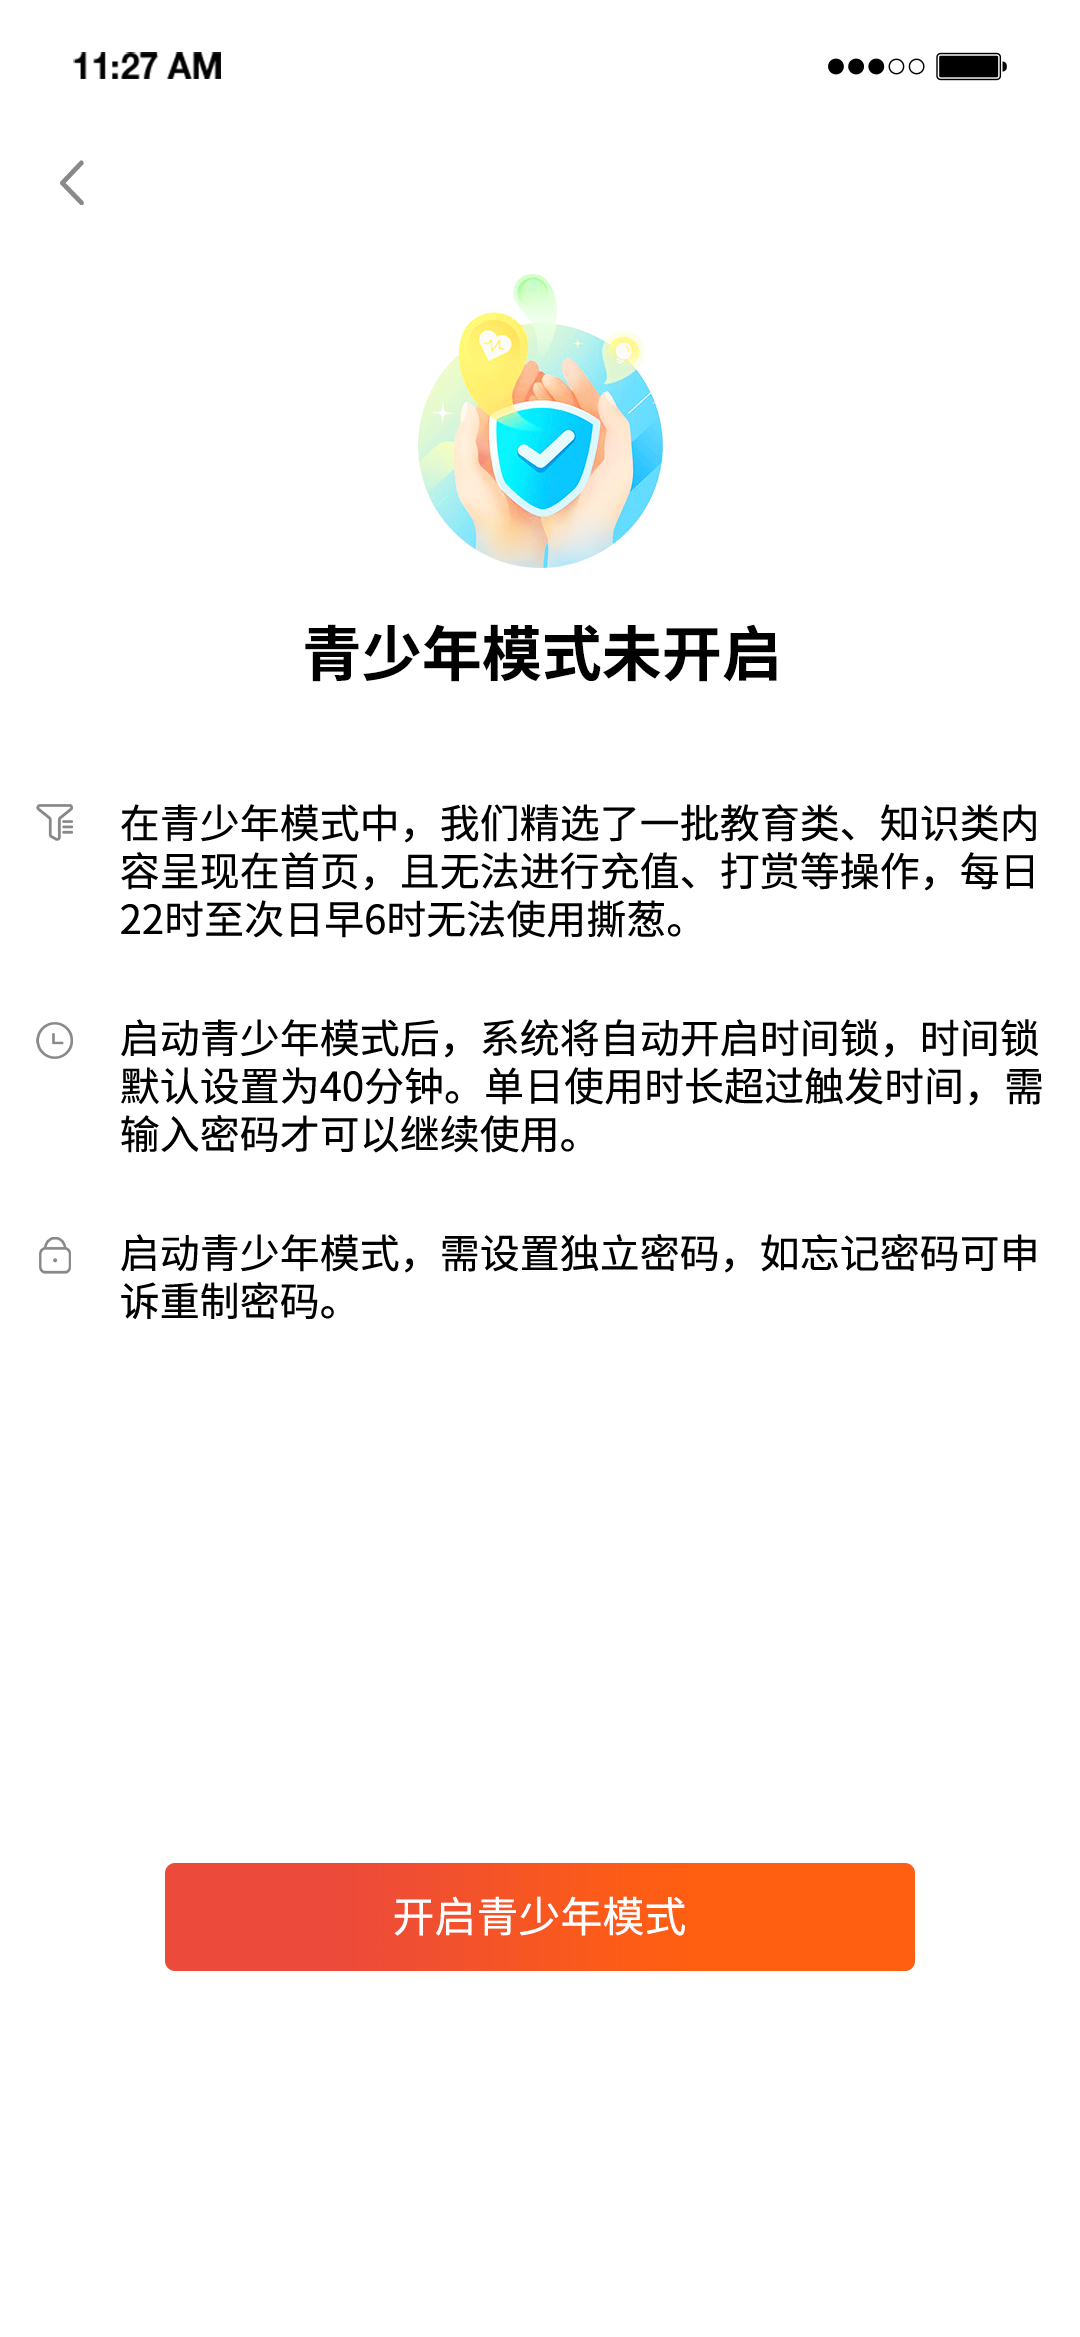 11:27 AM
青少年模式未开启
在青少年模式中，我们精选了一批教育类、知识类内
容呈现在首页，且无法进行充值、打赏等操作，每日
22时至次日早6时无法使用撕葱。
启动青少年模式后，系统将自动开启时间锁，时间锁
默认设置为40分钟。单日使用时长超过触发时间，需
输入密码才可以继续使用。
启动青少年模式，需设置独立密码，如忘记密码可申
诉重制密码。
开启青少年模式